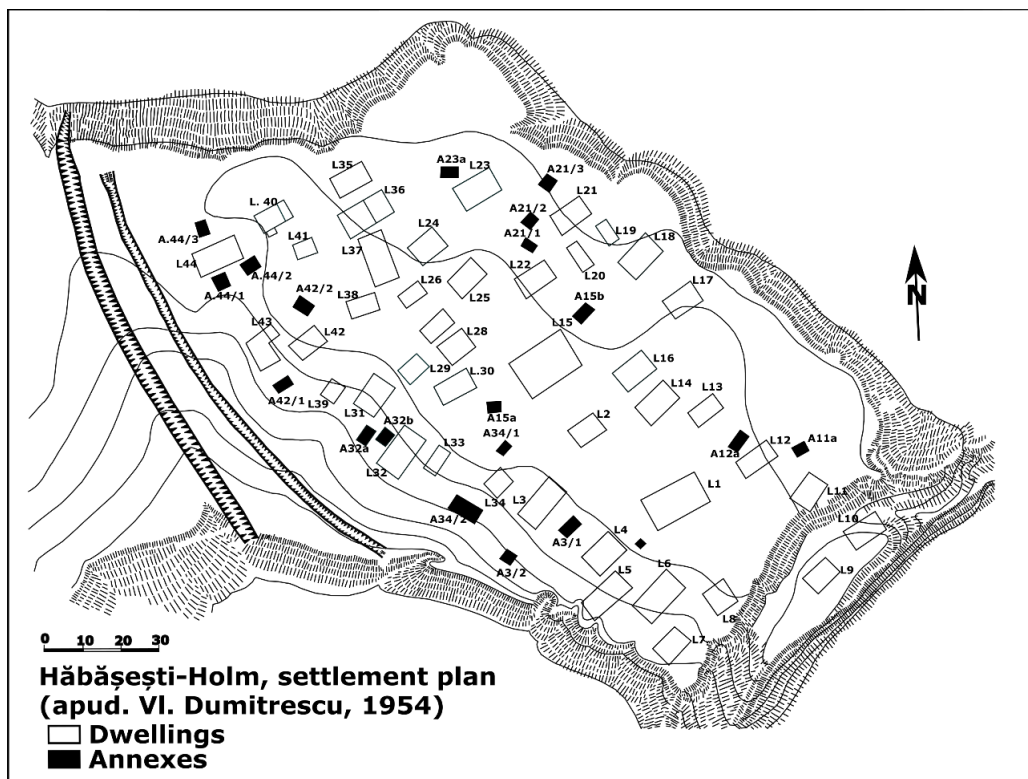 L35
A23a
L23
A21/3
L36
A21/2
L21
L. 40
L24
A21/1
L19
L18
A.44/3
L41
L37
L20
L44
A.44/2
L22
L17
A.44/1
A42/2
L26
L25
A15b
L38
L15
L43
L42
L28
L16
L29
L.30
L14
L13
A42/1
L39
L31
A15a
L2
A32b
A34/1
A32a
L33
L12
A11a
L32
A12a
L1
L34
L3
L11
A34/2
L4
L10
A3/1
A3/2
L5
L6
L9
L8
L7
N
0 10 20 30
Hăbășești-Holm, settlement plan
(apud. Vl. Dumitrescu, 1954)
Dwellings
Annexes